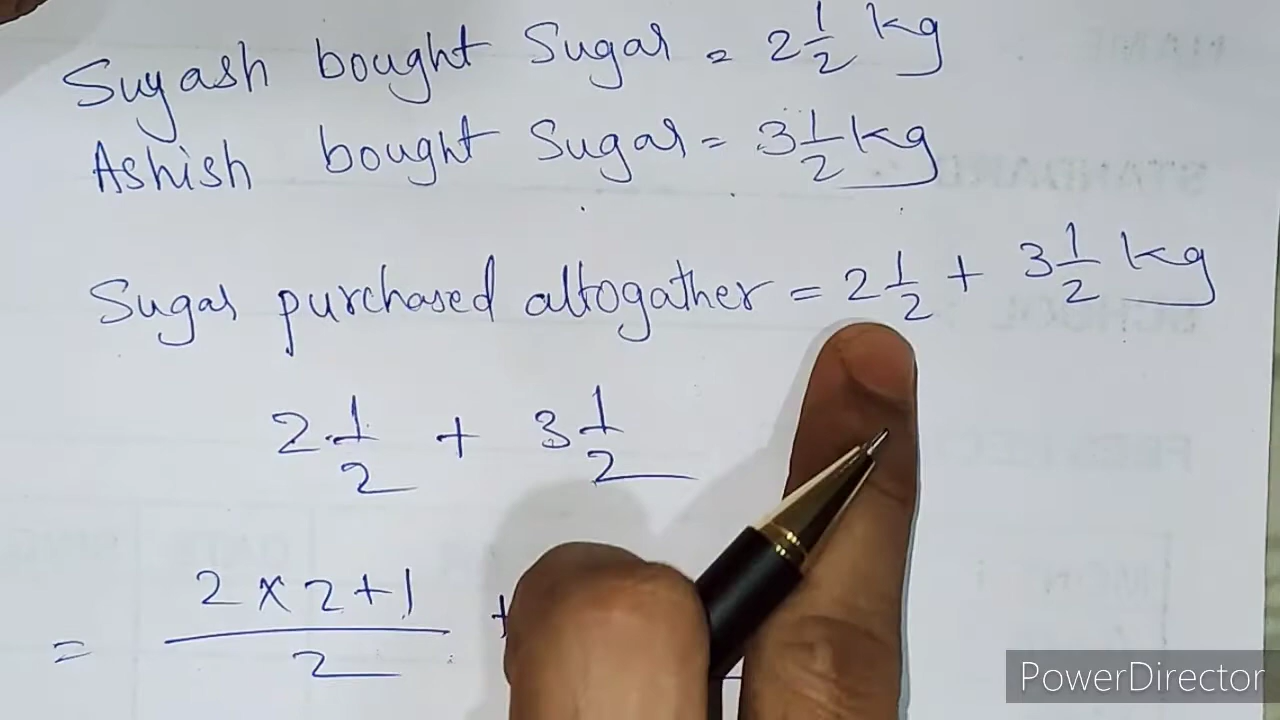 Suyash bought Sugar = 2 1/2 kg
Ashish bought Sugar = 3 1/2 kg
Sugar purchased altogather = 2 1/2 + 3 1/2 kg
2 1/2 + 3 1/2
= (2 × 2 + 1)/2 +
PowerDirector